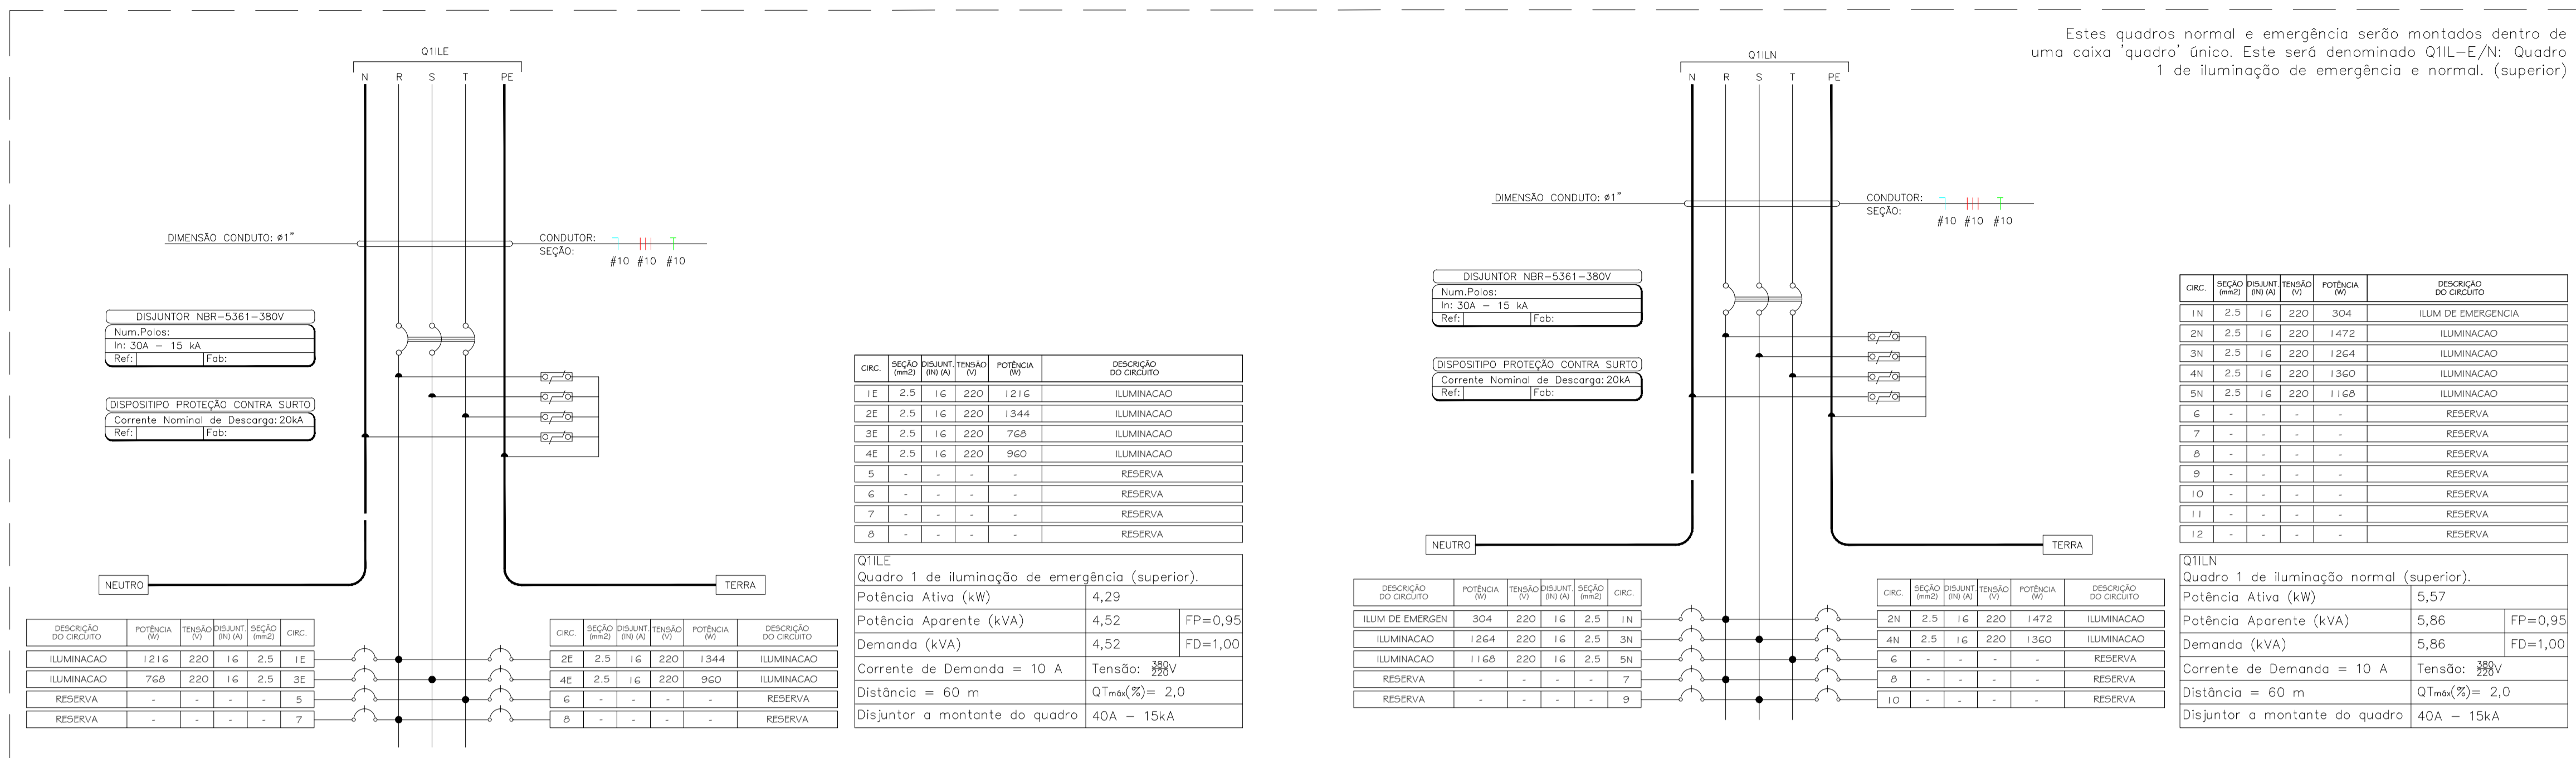 Estes quadros normal e emergência serão montados dentro de
uma caixa 'quadro' único. Este será denominado Q1IL-E/N: Quadro
1 de iluminação de emergência e normal. (superior)
Q1ILE
N R S T PE
DIMENSÃO CONDUTO: ø1"
CONDUTOR:
SEÇÃO:
#10 #10 #10
DISJUNTOR NBR-5361-380V
Num.Polos:
In: 30A - 15 kA
Ref: Fab:
DISPOSITIPO PROTEÇÃO CONTRA SURTO
Corrente Nominal de Descarga: 20kA
Ref: Fab:
NEUTRO
TERRA
DESCRIÇÃO DO CIRCUITO POTÊNCIA (W) TENSÃO (V) DISJUNT. (IN) (A) SEÇÃO (mm2) CIRC.
ILUMINACAO 1216 220 16 2.5 1E
ILUMINACAO 768 220 16 2.5 3E
RESERVA - - - - 5
RESERVA - - - - 7
CIRC. SEÇÃO (mm2) DISJUNT. (IN) (A) TENSÃO (V) POTÊNCIA (W) DESCRIÇÃO DO CIRCUITO
2E 2.5 16 220 1344 ILUMINACAO
4E 2.5 16 220 960 ILUMINACAO
6 - - - - RESERVA
8 - - - - RESERVA
CIRC. SEÇÃO (mm2) DISJUNT. (IN) (A) TENSÃO (V) POTÊNCIA (W) DESCRIÇÃO DO CIRCUITO
1E 2.5 16 220 1216 ILUMINACAO
2E 2.5 16 220 1344 ILUMINACAO
3E 2.5 16 220 768 ILUMINACAO
4E 2.5 16 220 960 ILUMINACAO
5 - - - - RESERVA
6 - - - - RESERVA
7 - - - - RESERVA
8 - - - - RESERVA
Q1ILE
Quadro 1 de iluminação de emergência (superior).
Potência Ativa (kW) 4,29
Potência Aparente (kVA) 4,52 FP=0,95
Demanda (kVA) 4,52 FD=1,00
Corrente de Demanda = 10 A Tensão: 380/220V
Distância = 60 m QTmáx(%)= 2,0
Disjuntor a montante do quadro 40A - 15kA
Q1ILN
N R S T PE
DIMENSÃO CONDUTO: ø1"
CONDUTOR:
SEÇÃO:
#10 #10 #10
DISJUNTOR NBR-5361-380V
Num.Polos:
In: 30A - 15 kA
Ref: Fab:
DISPOSITIPO PROTEÇÃO CONTRA SURTO
Corrente Nominal de Descarga: 20kA
Ref: Fab:
NEUTRO
TERRA
DESCRIÇÃO DO CIRCUITO POTÊNCIA (W) TENSÃO (V) DISJUNT. (IN) (A) SEÇÃO (mm2) CIRC.
ILUM DE EMERGEN 304 220 16 2.5 1N
ILUMINACAO 1264 220 16 2.5 3N
ILUMINACAO 1168 220 16 2.5 5N
RESERVA - - - - 7
RESERVA - - - - 9
CIRC. SEÇÃO (mm2) DISJUNT. (IN) (A) TENSÃO (V) POTÊNCIA (W) DESCRIÇÃO DO CIRCUITO
2N 2.5 16 220 1472 ILUMINACAO
4N 2.5 16 220 1360 ILUMINACAO
6 - - - - RESERVA
8 - - - - RESERVA
10 - - - - RESERVA
CIRC. SEÇÃO (mm2) DISJUNT. (IN) (A) TENSÃO (V) POTÊNCIA (W) DESCRIÇÃO DO CIRCUITO
1N 2.5 16 220 304 ILUM DE EMERGENCIA
2N 2.5 16 220 1472 ILUMINACAO
3N 2.5 16 220 1264 ILUMINACAO
4N 2.5 16 220 1360 ILUMINACAO
5N 2.5 16 220 1168 ILUMINACAO
6 - - - - RESERVA
7 - - - - RESERVA
8 - - - - RESERVA
9 - - - - RESERVA
10 - - - - RESERVA
11 - - - - RESERVA
12 - - - - RESERVA
Q1ILN
Quadro 1 de iluminação normal (superior).
Potência Ativa (kW) 5,57
Potência Aparente (kVA) 5,86 FP=0,95
Demanda (kVA) 5,86 FD=1,00
Corrente de Demanda = 10 A Tensão: 380/220V
Distância = 60 m QTmáx(%)= 2,0
Disjuntor a montante do quadro 40A - 15kA